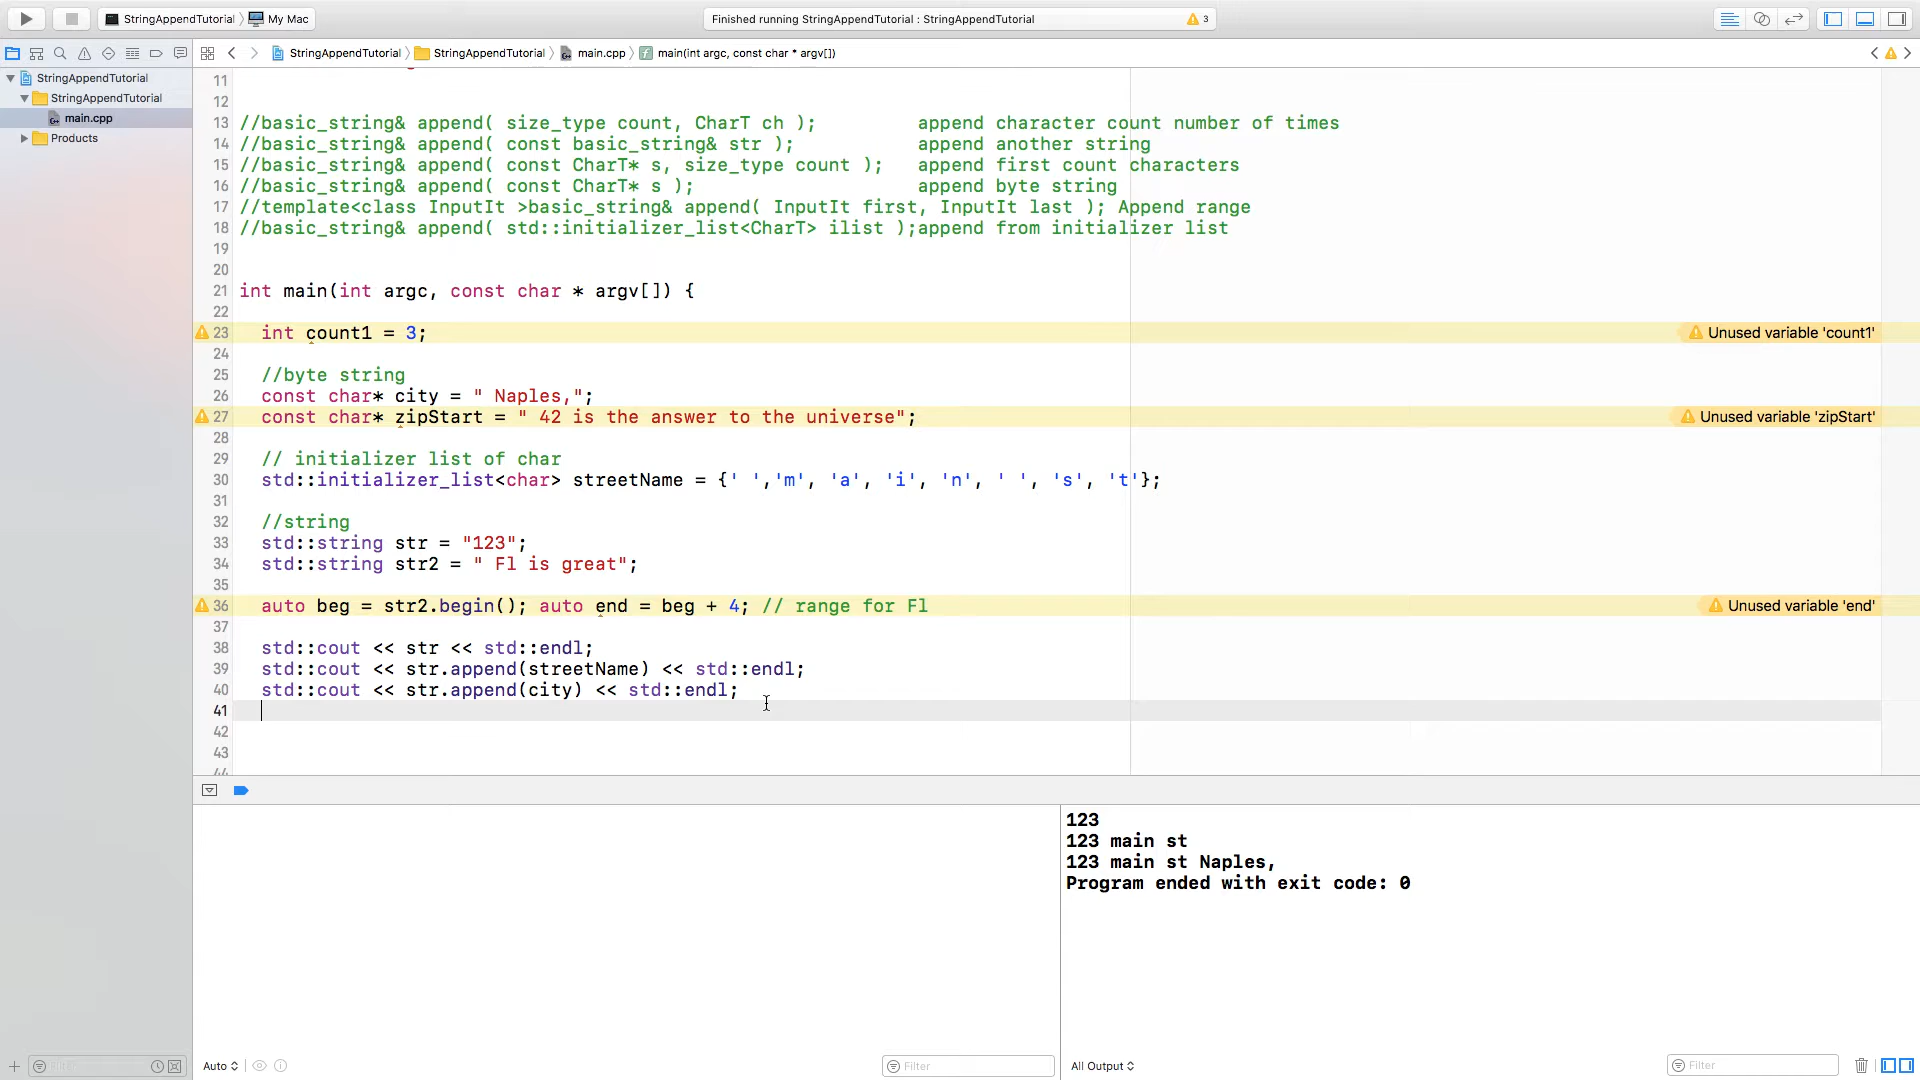 StringAppendTutorial
My Mac
Finished running StringAppendTutorial : StringAppendTutorial
3
StringAppendTutorial
StringAppendTutorial
main.cpp
main(int argc, const char * argv[])
StringAppendTutorial
StringAppendTutorial
main.cpp
Products
11
12
13 //basic_string& append( size_type count, CharT ch ); append character count number of times
14 //basic_string& append( const basic_string& str ); append another string
15 //basic_string& append( const CharT* s, size_type count ); append first count characters
16 //basic_string& append( const CharT* s ); append byte string
17 //template<class InputIt >basic_string& append( InputIt first, InputIt last ); Append range
18 //basic_string& append( std::initializer_list<CharT> ilist );append from initializer list
19
20
21 int main(int argc, const char * argv[]) {
22
23 int count1 = 3; Unused variable 'count1'
24
25 //byte string
26 const char* city = " Naples,";
27 const char* zipStart = " 42 is the answer to the universe"; Unused variable 'zipStart'
28
29 // initializer list of char
30 std::initializer_list<char> streetName = {' ','m', 'a', 'i', 'n', ' ', 's', 't'};
31
32 //string
33 std::string str = "123";
34 std::string str2 = " Fl is great";
35
36 auto beg = str2.begin(); auto end = beg + 4; // range for Fl Unused variable 'end'
37
38 std::cout << str << std::endl;
39 std::cout << str.append(streetName) << std::endl;
40 std::cout << str.append(city) << std::endl;
41
42
43
44
123
123 main st
123 main st Naples,
Program ended with exit code: 0
Filter
Auto
Filter
All Output
Filter